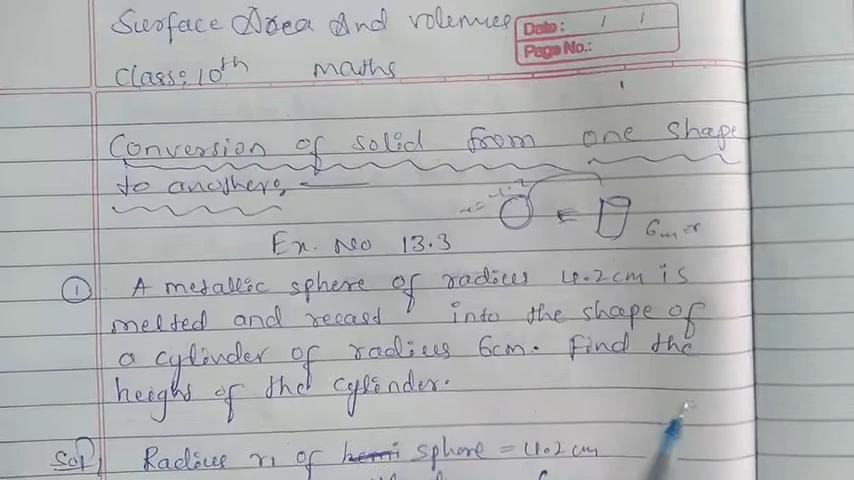 Surface Area And volumes
Date: / /
Page No.:
Class: 10th maths
Conversion of solid from one shape
to another
Ex. No 13.3
6cm = r
① A metallic sphere of radius 4.2cm is
melted and recast into the shape of
a cylinder of radius 6cm. Find the
height of the cylinder.
Sol, Radius r₁ of sphere = 4.2 cm